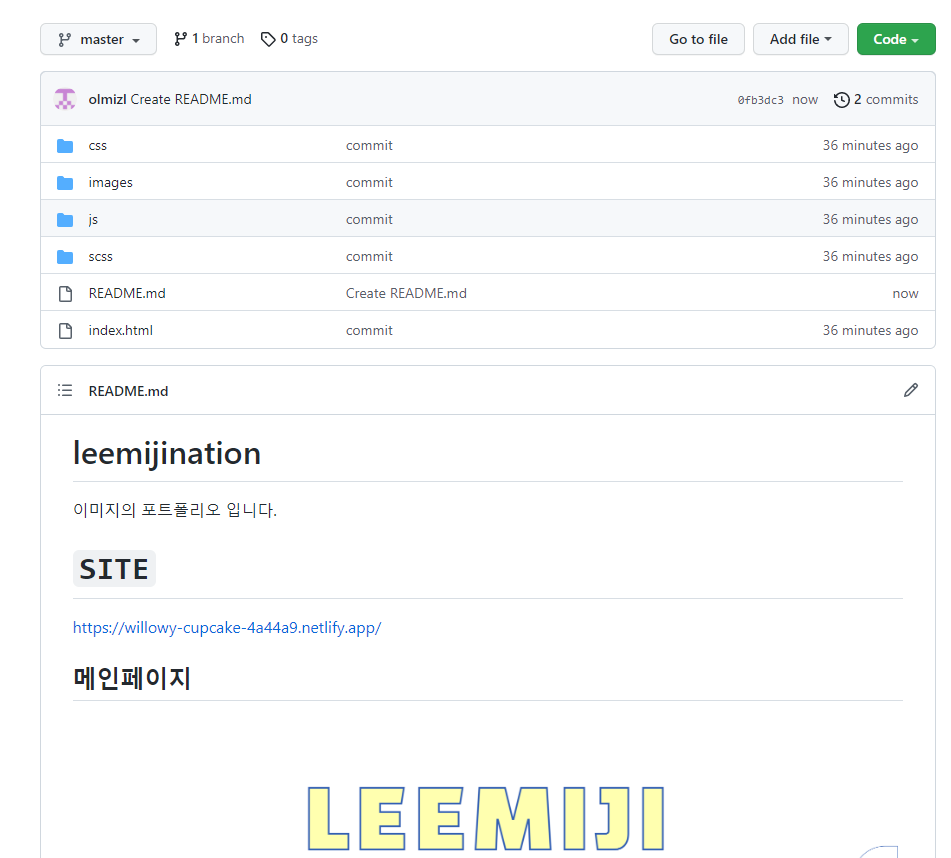 master 1 branch 0 tags Go to file Add file Code
olmizl Create README.md 0fb3dc3 now 2 commits
css commit 36 minutes ago
images commit 36 minutes ago
js commit 36 minutes ago
scss commit 36 minutes ago
README.md Create README.md now
index.html commit 36 minutes ago
README.md
leemijination
이미지의 포트폴리오 입니다.
SITE
https://willowy-cupcake-4a44a9.netlify.app/
메인페이지
LEEMIJI